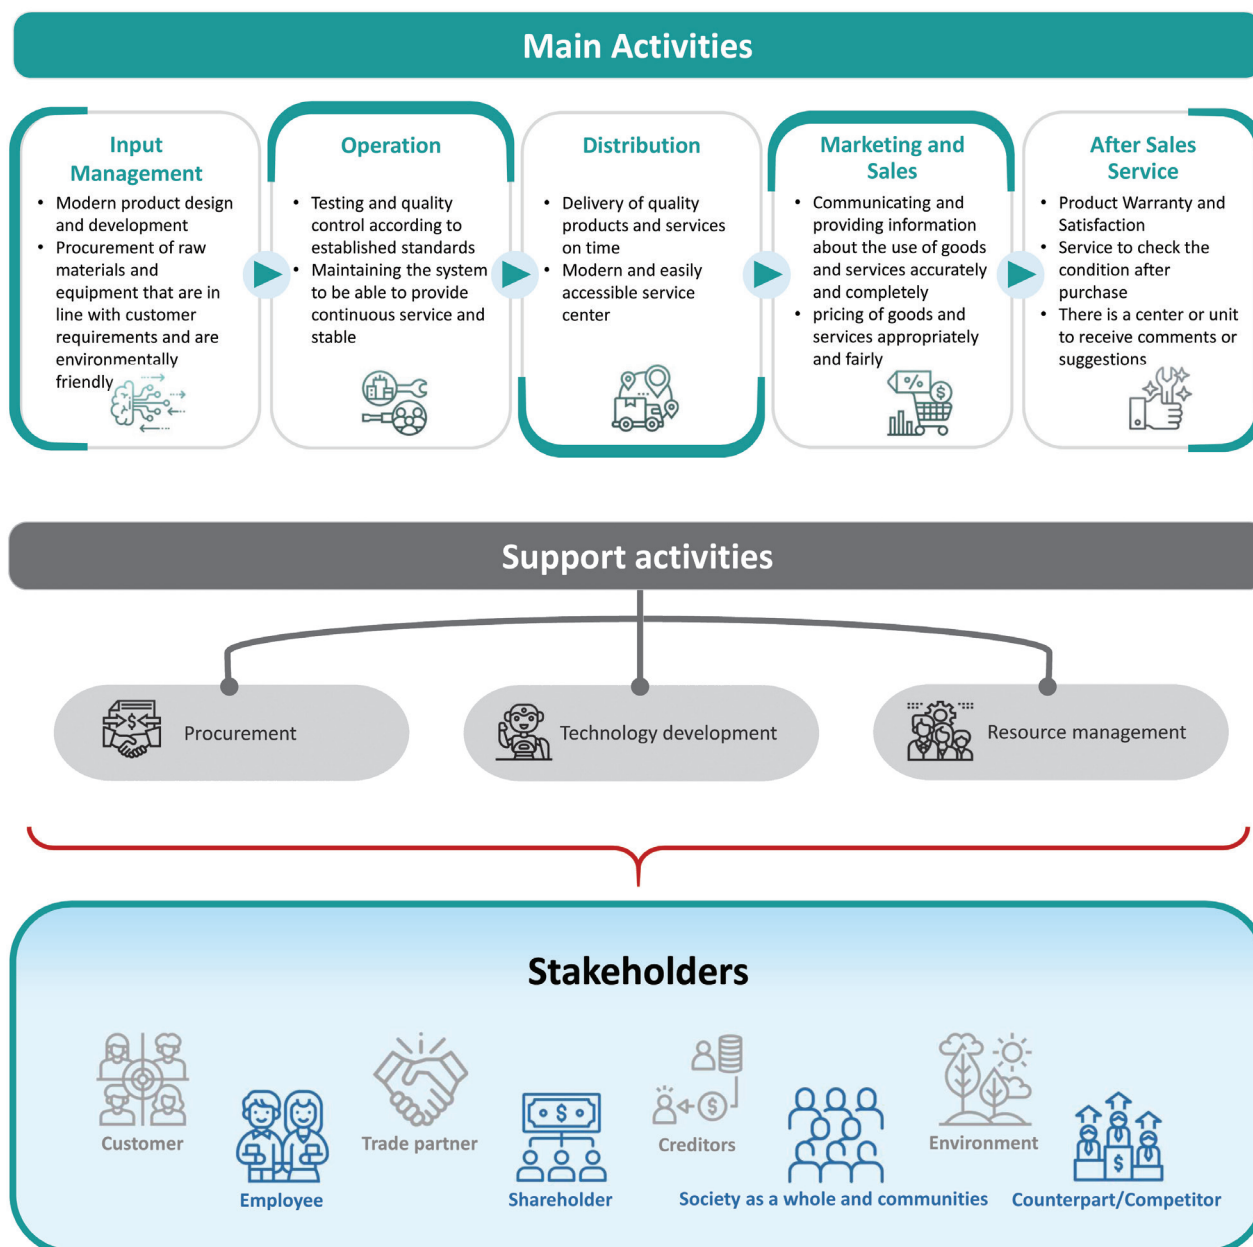 Main Activities
Input
Management
• Modern product design
and development
• Procurement of raw
materials and
equipment that are in
line with customer
requirements and are
environmentally
friendly
Operation
• Testing and quality
control according to
established standards
• Maintaining the system
to be able to provide
continuous service and
stable
Distribution
• Delivery of quality
products and services
on time
• Modern and easily
accessible service
center
Marketing and
Sales
• Communicating and
providing information
about the use of goods
and services accurately
and completely
• pricing of goods and
services appropriately
and fairly
%
$
After Sales
Service
• Product Warranty and
Satisfaction
• Service to check the
condition after
purchase
• There is a center or unit
to receive comments or
suggestions
Support activities
$
Procurement
Technology development
Resource management
Stakeholders
Customer
Employee
Trade partner
$
Shareholder
$
Creditors
Society as a whole and communities
Environment
$
Counterpart/Competitor